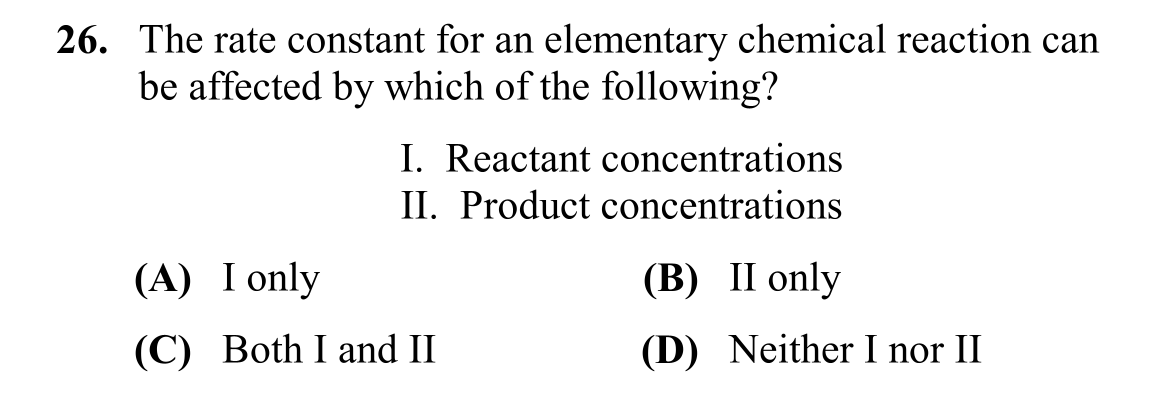 26. The rate constant for an elementary chemical reaction can
be affected by which of the following?
I. Reactant concentrations
II. Product concentrations
(A) I only (B) II only
(C) Both I and II (D) Neither I nor II